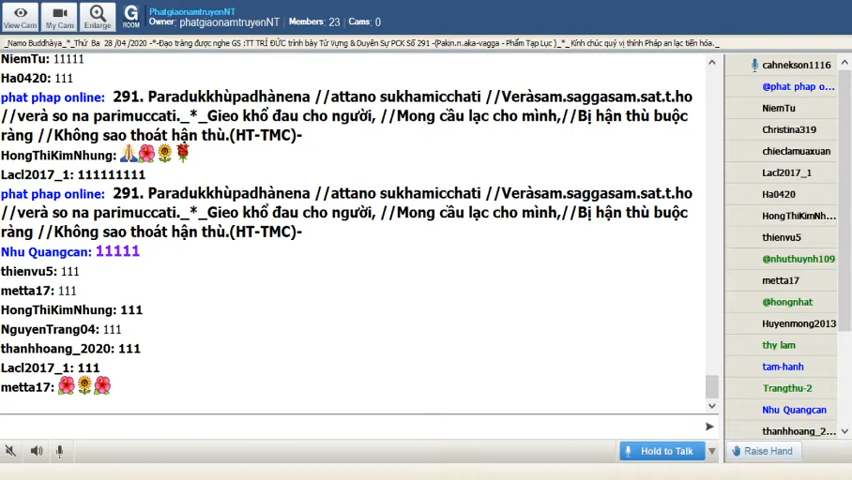 View Cam
My Cam
Enlarge
G
ROOM
PhatgiaonamtruyenNT
Owner: phatgiaonamtruyenNT | Members: 23 | Cams: 0
_Namo Buddhàya_*_Thứ Ba 28 /04 /2020 -*-Đạo tràng được nghe GS :TT TRÍ ĐỨC trình bày Từ Vựng & Duyên Sự PCK Số 291 -(Pakin.n.aka-vagga - Phẩm Tạp Lục )_*_ Kính chúc quý vị thính Pháp an lạc tiến hóa._
NiemTu: 11111
Ha0420: 111
phat phap online: 291. Paradukkhùpadhànena //attano sukhamicchati //Veràsam.saggasam.sat.t.ho
//verà so na parimuccati._*_Gieo khổ đau cho người, //Mong cầu lạc cho mình,//Bị hận thù buộc
ràng //Không sao thoát hận thù.(HT-TMC)-
HongThiKimNhung: 🙏🌺🌻🌹
Lacl2017_1: 111111111
phat phap online: 291. Paradukkhùpadhànena //attano sukhamicchati //Veràsam.saggasam.sat.t.ho
//verà so na parimuccati._*_Gieo khổ đau cho người, //Mong cầu lạc cho mình,//Bị hận thù buộc
ràng //Không sao thoát hận thù.(HT-TMC)-
Nhu Quangcan: 11111
thienvu5: 111
metta17: 111
HongThiKimNhung: 111
NguyenTrang04: 111
thanhhoang_2020: 111
Lacl2017_1: 111
metta17: 🌺🌻🌺
Hold to Talk
cahnekson1116
@phat phap o...
NiemTu
Christina319
chieclamuaxuan
Lacl2017_1
Ha0420
HongThiKimNh...
thienvu5
@nhuthuynh109
metta17
@hongnhat
Huyenmong2013
thy lam
tam-hanh
Trangthu-2
Nhu Quangcan
thanhhoang_2...
Raise Hand